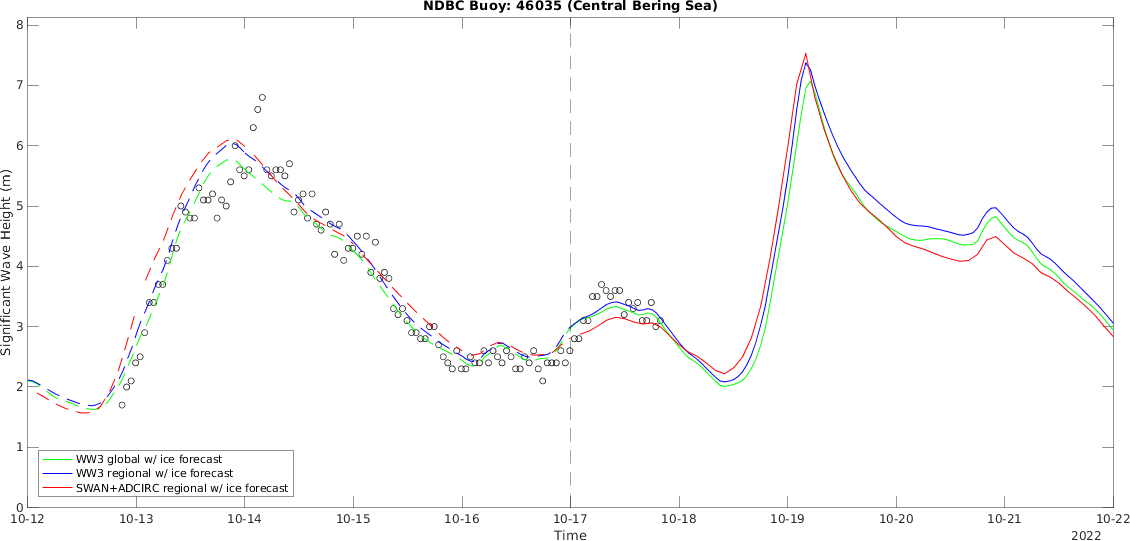 NDBC Buoy: 46035 (Central Bering Sea)
8
7
6
5
4
3
2
1
0
Significant Wave Height (m)
WW3 global w/ ice forecast
WW3 regional w/ ice forecast
SWAN+ADCIRC regional w/ ice forecast
10-12 10-13 10-14 10-15 10-16 10-17 10-18 10-19 10-20 10-21 10-22
Time
2022